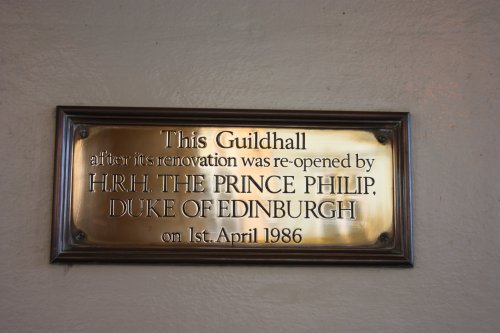 This Guildhall
after its renovation was re-opened by
H.R.H. THE PRINCE PHILIP,
DUKE OF EDINBURGH
on 1st. April 1986